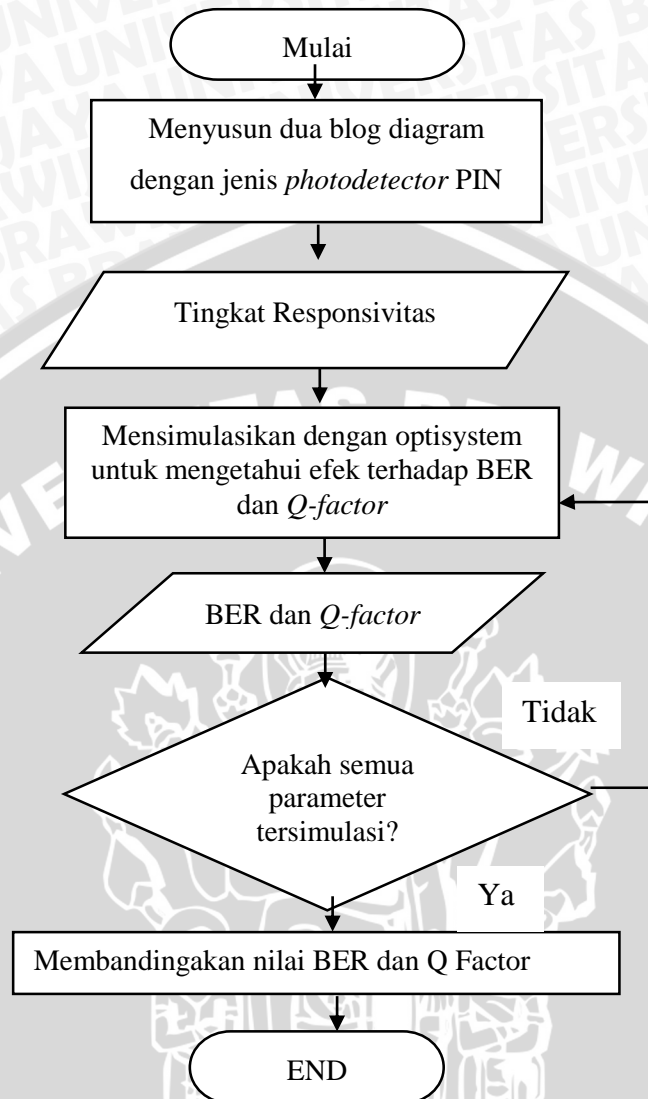 Mulai
Menyusun dua blog diagram
dengan jenis photodetector PIN
Tingkat Responsivitas
Mensimulasikan dengan optisystem
untuk mengetahui efek terhadap BER
dan Q-factor
BER dan Q-factor
Tidak
Apakah semua
parameter
tersimulasi?
Ya
Membandingakan nilai BER dan Q Factor
END